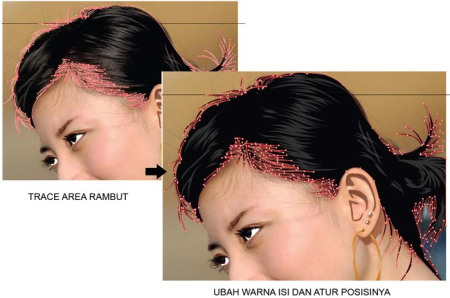 TRACE AREA RAMBUT
UBAH WARNA ISI DAN ATUR POSISINYA